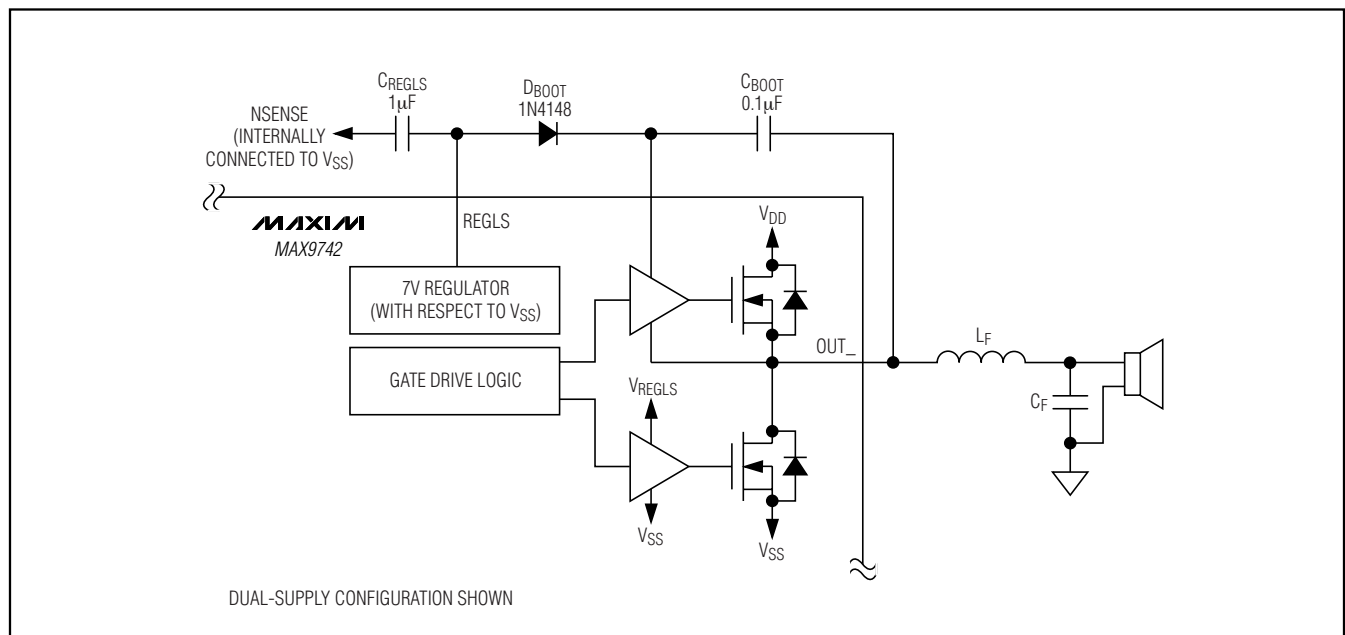 CREGLS
1µF
DBOOT
1N4148
CBOOT
0.1µF
NSENSE
(INTERNALLY
CONNECTED TO VSS)
MAXIM
MAX9742
REGLS
VDD
7V REGULATOR
(WITH RESPECT TO VSS)
OUT_
LF
GATE DRIVE LOGIC
VREGLS
CF
VSS
VSS
DUAL-SUPPLY CONFIGURATION SHOWN